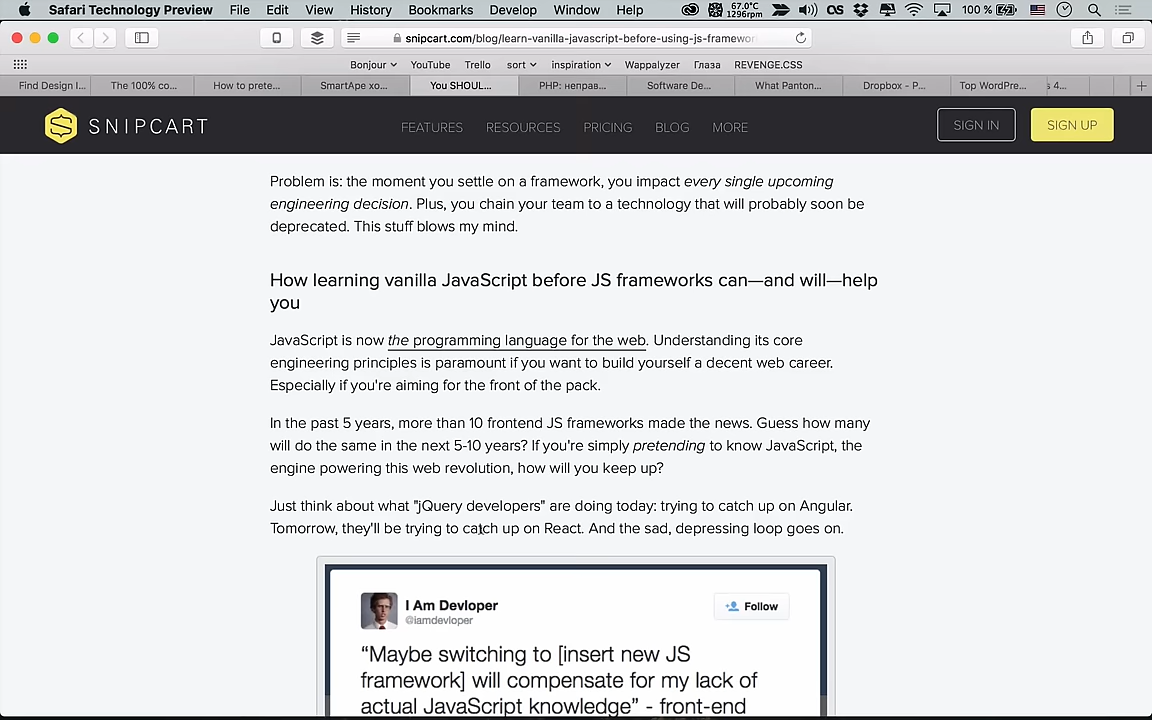 Safari Technology Preview File Edit View History Bookmarks Develop Window Help 67.0°C 1296rpm 100 %
snipcart.com/blog/learn-vanilla-javascript-before-using-js-framewor
Bonjour YouTube Trello sort inspiration Wappalyzer Глаза REVENGE.CSS
Find Design I... The 100% co... How to prete... SmartApe хо... You SHOUL... PHP: неправ... Software De... What Panton... Dropbox - P... Top WordPre... s 4...
SNIPCART FEATURES RESOURCES PRICING BLOG MORE SIGN IN SIGN UP
Problem is: the moment you settle on a framework, you impact every single upcoming
engineering decision. Plus, you chain your team to a technology that will probably soon be
deprecated. This stuff blows my mind.
How learning vanilla JavaScript before JS frameworks can—and will—help
you
JavaScript is now the programming language for the web. Understanding its core
engineering principles is paramount if you want to build yourself a decent web career.
Especially if you're aiming for the front of the pack.
In the past 5 years, more than 10 frontend JS frameworks made the news. Guess how many
will do the same in the next 5-10 years? If you're simply pretending to know JavaScript, the
engine powering this web revolution, how will you keep up?
Just think about what "jQuery developers" are doing today: trying to catch up on Angular.
Tomorrow, they'll be trying to catch up on React. And the sad, depressing loop goes on.
I Am Devloper
@iamdevloper
Follow
“Maybe switching to [insert new JS
framework] will compensate for my lack of
actual JavaScript knowledge” - front-end